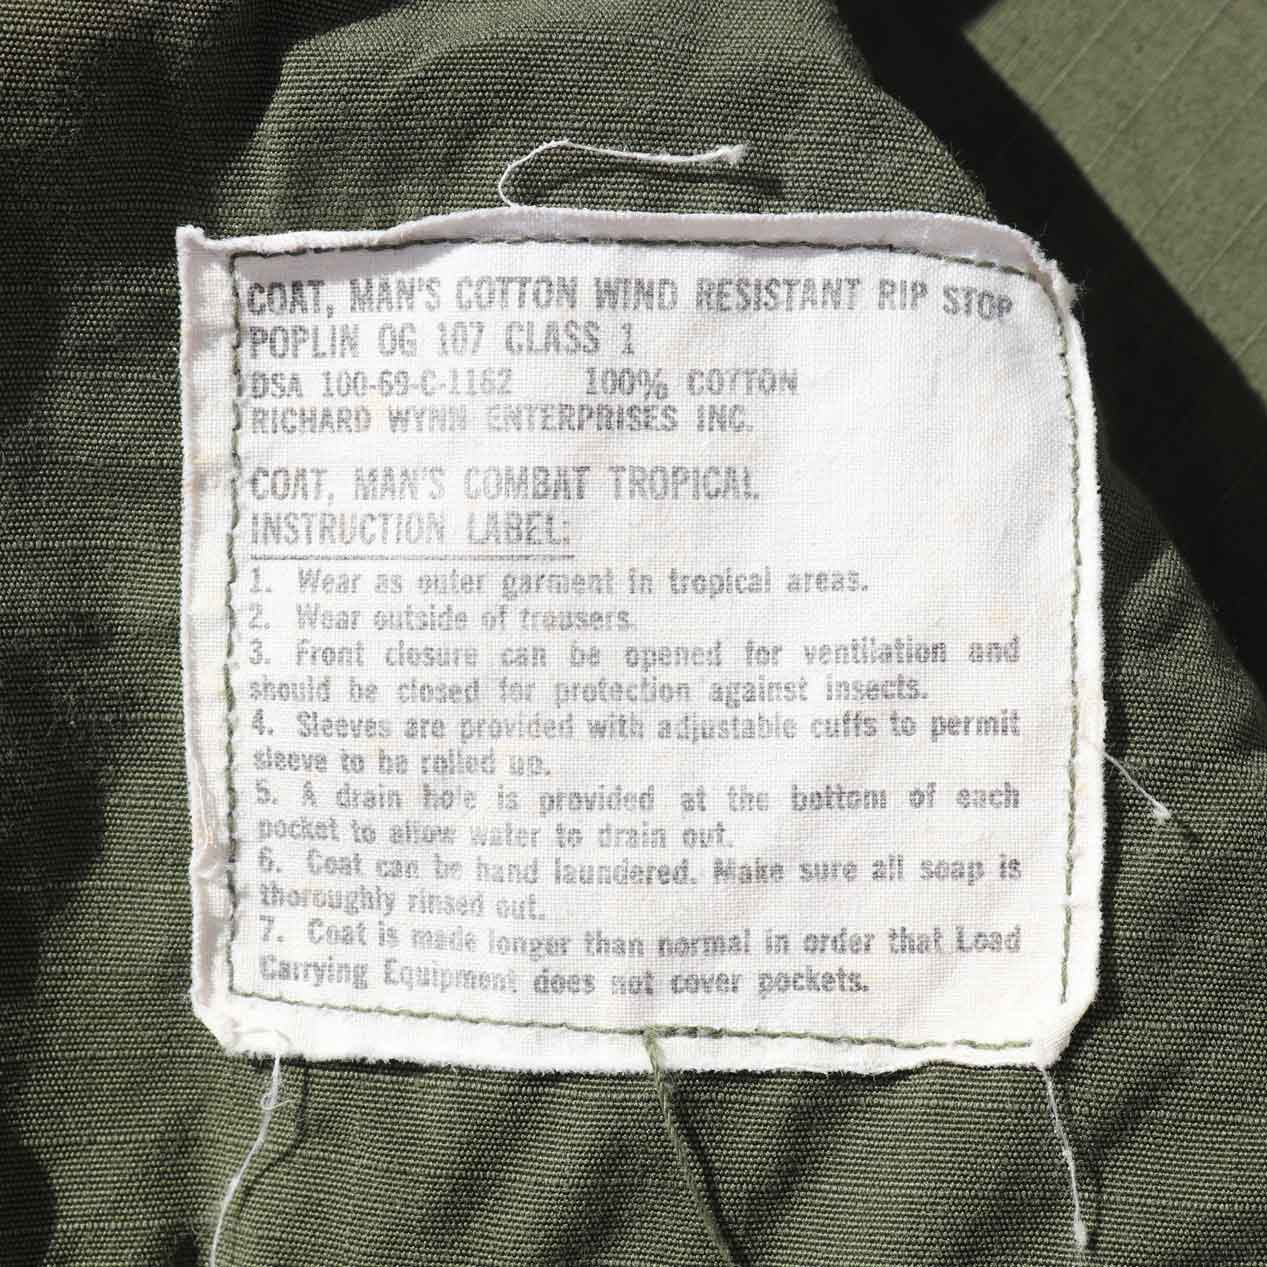 COAT, MAN'S COTTON WIND RESISTANT RIP STOP
POPLIN OG 107 CLASS 1
DSA 100-69-C-1162 100% COTTON
RICHARD WYNN ENTERPRISES INC.
COAT, MAN'S COMBAT TROPICAL
INSTRUCTION LABEL:
1. Wear as outer garment in tropical areas.
2. Wear outside of trousers.
3. Front closure can be opened for ventilation and
should be closed for protection against insects.
4. Sleeves are provided with adjustable cuffs to permit
sleeve to be rolled up.
5. A drain hole is provided at the bottom of each
pocket to allow water to drain out.
6. Coat can be hand laundered. Make sure all soap is
thoroughly rinsed out.
7. Coat is made longer than normal in order that Load
Carrying Equipment does not cover pockets.